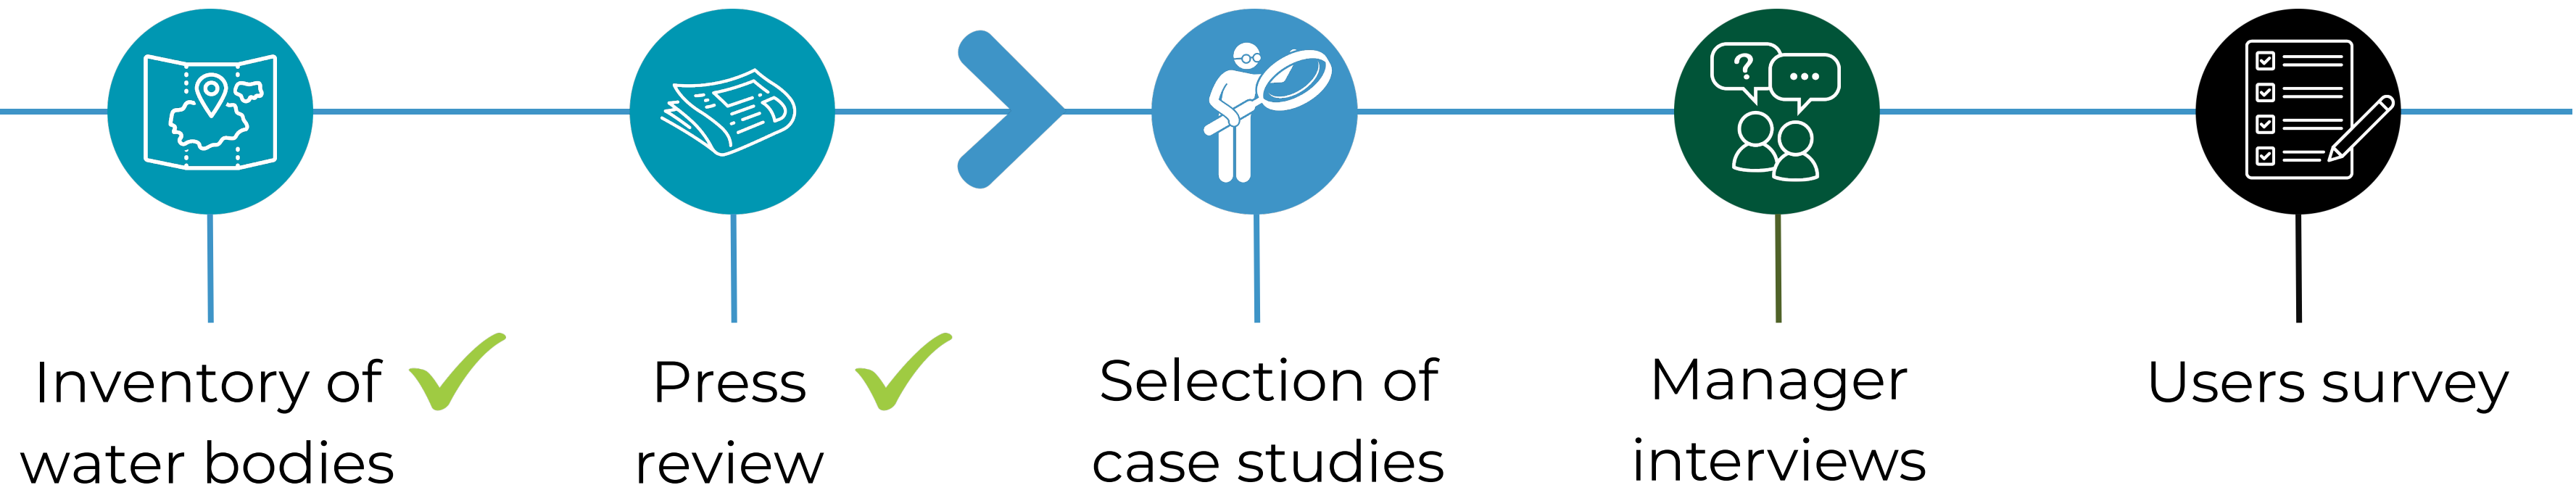 Inventory of
water bodies
Press
review
Selection of
case studies
Manager
interviews
Users survey
?